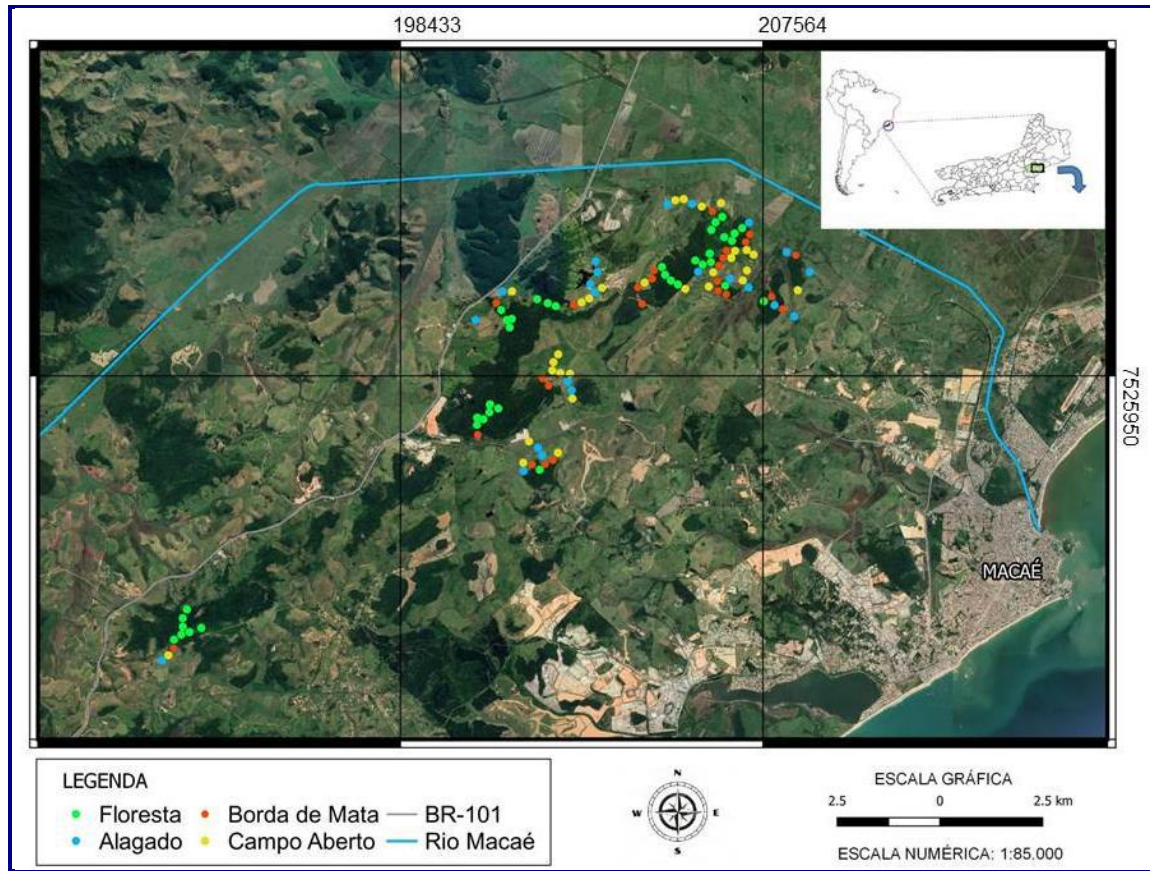 198433
207564
7525950
MACAÉ
LEGENDA
Floresta
Borda de Mata
BR-101
Alagado
Campo Aberto
Rio Macaé
N
W
E
S
ESCALA GRÁFICA
2.5
0
2.5 km
ESCALA NUMÉRICA: 1:85.000